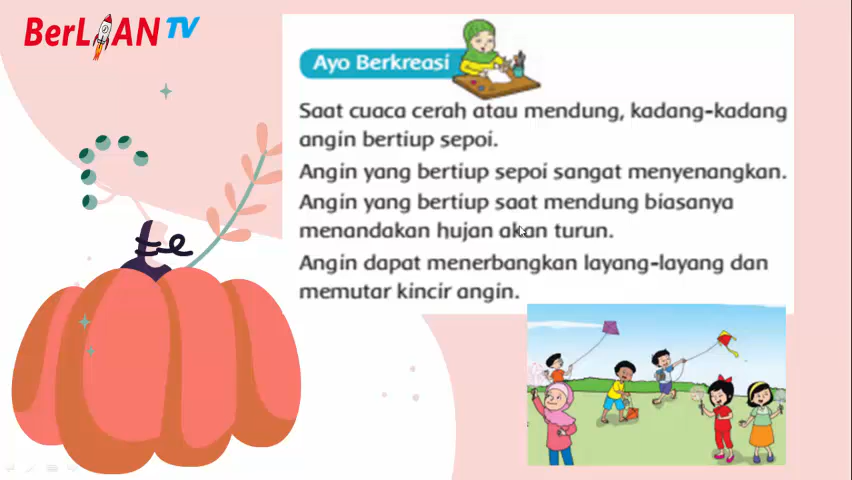 BerLIAN TV
Ayo Berkreasi
Saat cuaca cerah atau mendung, kadang-kadang
angin bertiup sepoi.
Angin yang bertiup sepoi sangat menyenangkan.
Angin yang bertiup saat mendung biasanya
menandakan hujan akan turun.
Angin dapat menerbangkan layang-layang dan
memutar kincir angin.